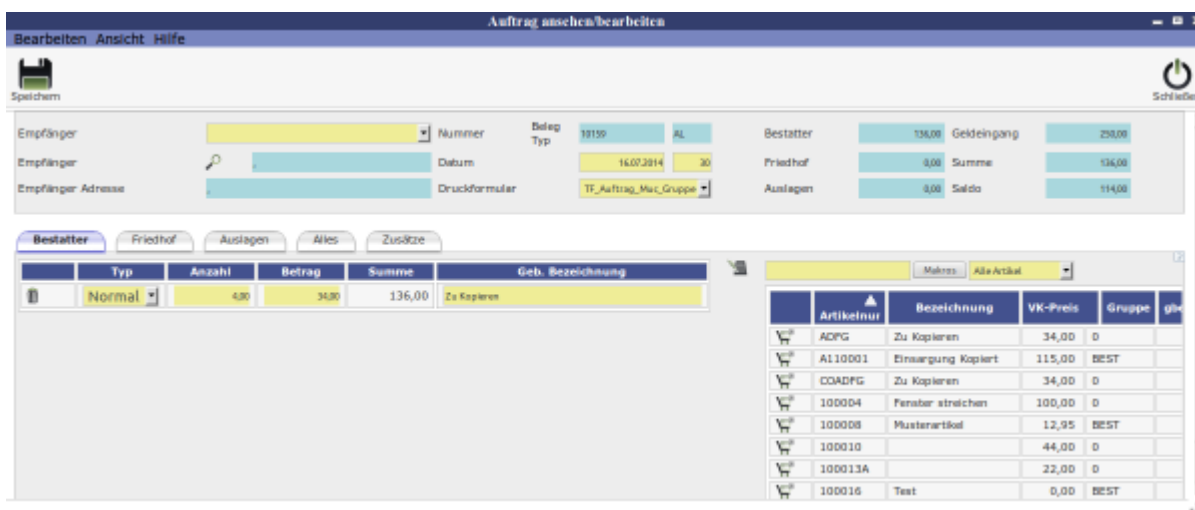 Auftrag ansehen/bearbeiten
Bearbeiten Ansicht Hilfe
Speichern
Schließe
Empfänger Nummer Beleg Typ 10159 AL Bestatter 136,00 Geldeingang 250,00
Empfänger , Datum 16.07.2014 30 Friedhof 0,00 Summe 136,00
Empfänger Adresse , Druckformular TF_Auftrag_Mac_Gruppe Auslagen 0,00 Saldo 114,00
Bestatter Friedhof Auslagen Alles Zusätze
Typ Anzahl Betrag Summe Geb. Bezeichnung
Normal 4,00 34,00 136,00 Zu Kopieren
Makros Alle Artikel
Artikelnur Bezeichnung VK-Preis Gruppe gbe
ADFG Zu Kopieren 34,00 D
A110001 Einsargung Kopiert 115,00 BEST
COADFG Zu Kopieren 34,00 D
100004 Fenster streichen 100,00 D
100008 Musterartikel 12,95 BEST
100010 44,00 D
100013A 22,00 D
100016 Test 0,00 BEST